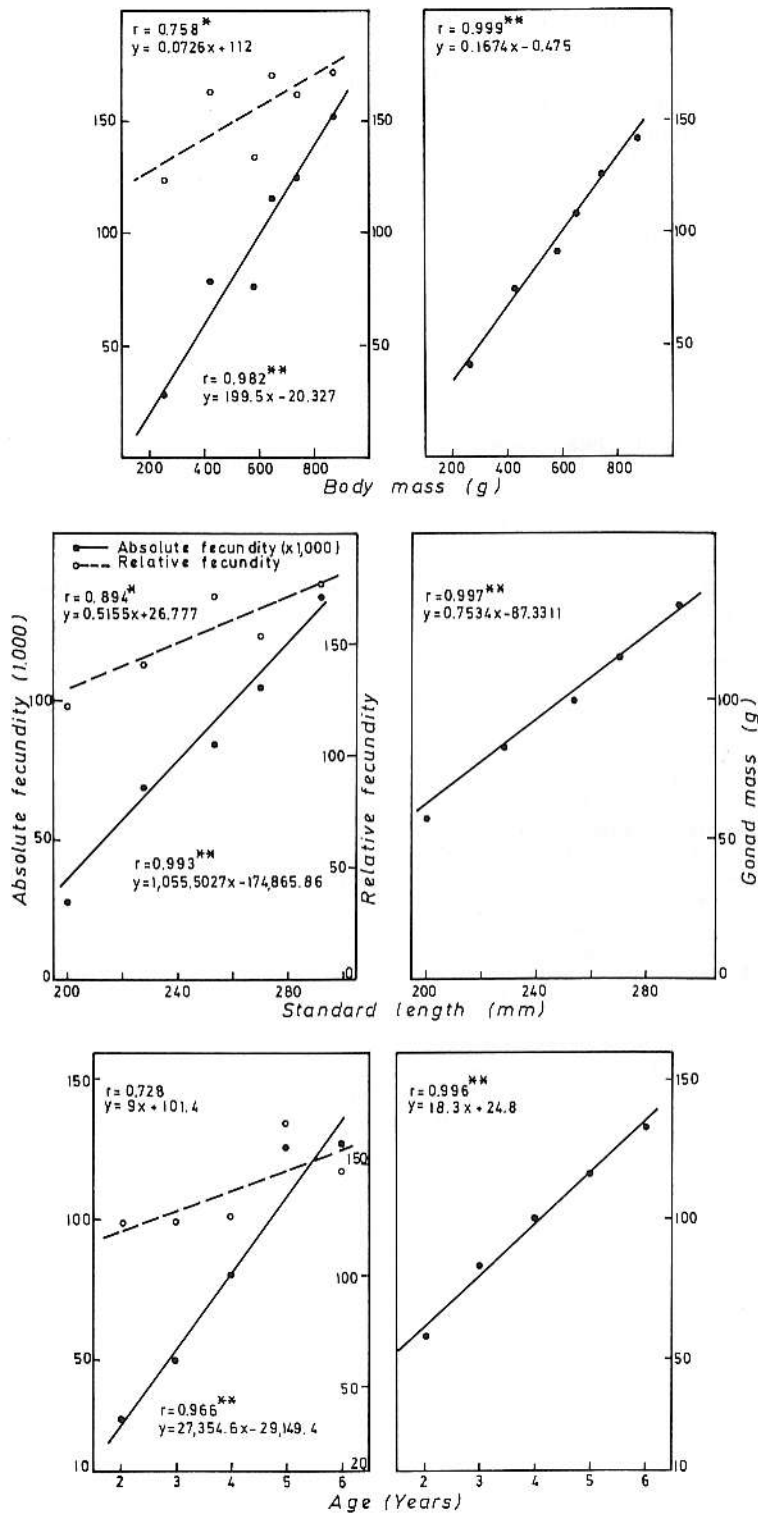 r = 0,758*
y = 0,0726x + 112
150
100
50
150
100
50
r = 0,982**
y = 199.5x − 20,327
200 400 600 800
r = 0,999**
y = 0.1674x − 0.475
150
100
50
200 400 600 800
Body mass (g)
Absolute fecundity (x 1,000)
Relative fecundity
r = 0,894*
y = 0.5155x + 26.777
100
50
0
150
100
50
0
r = 0,993**
y = 1,055,5027x − 174,865.86
200 240 280
Absolute fecundity (1.000)
Relative fecundity
r = 0,997**
y = 0.7534x − 87.3311
100
50
0
200 240 280
Gonad mass (g)
Standard length (mm)
r = 0,728
y = 9x + 101.4
150
100
50
10
150
100
50
20
r = 0,966**
y = 27,354.6x − 29,149.4
2 3 4 5 6
r = 0,996**
y = 18.3x + 24.8
150
100
50
10
2 3 4 5 6
Age (Years)